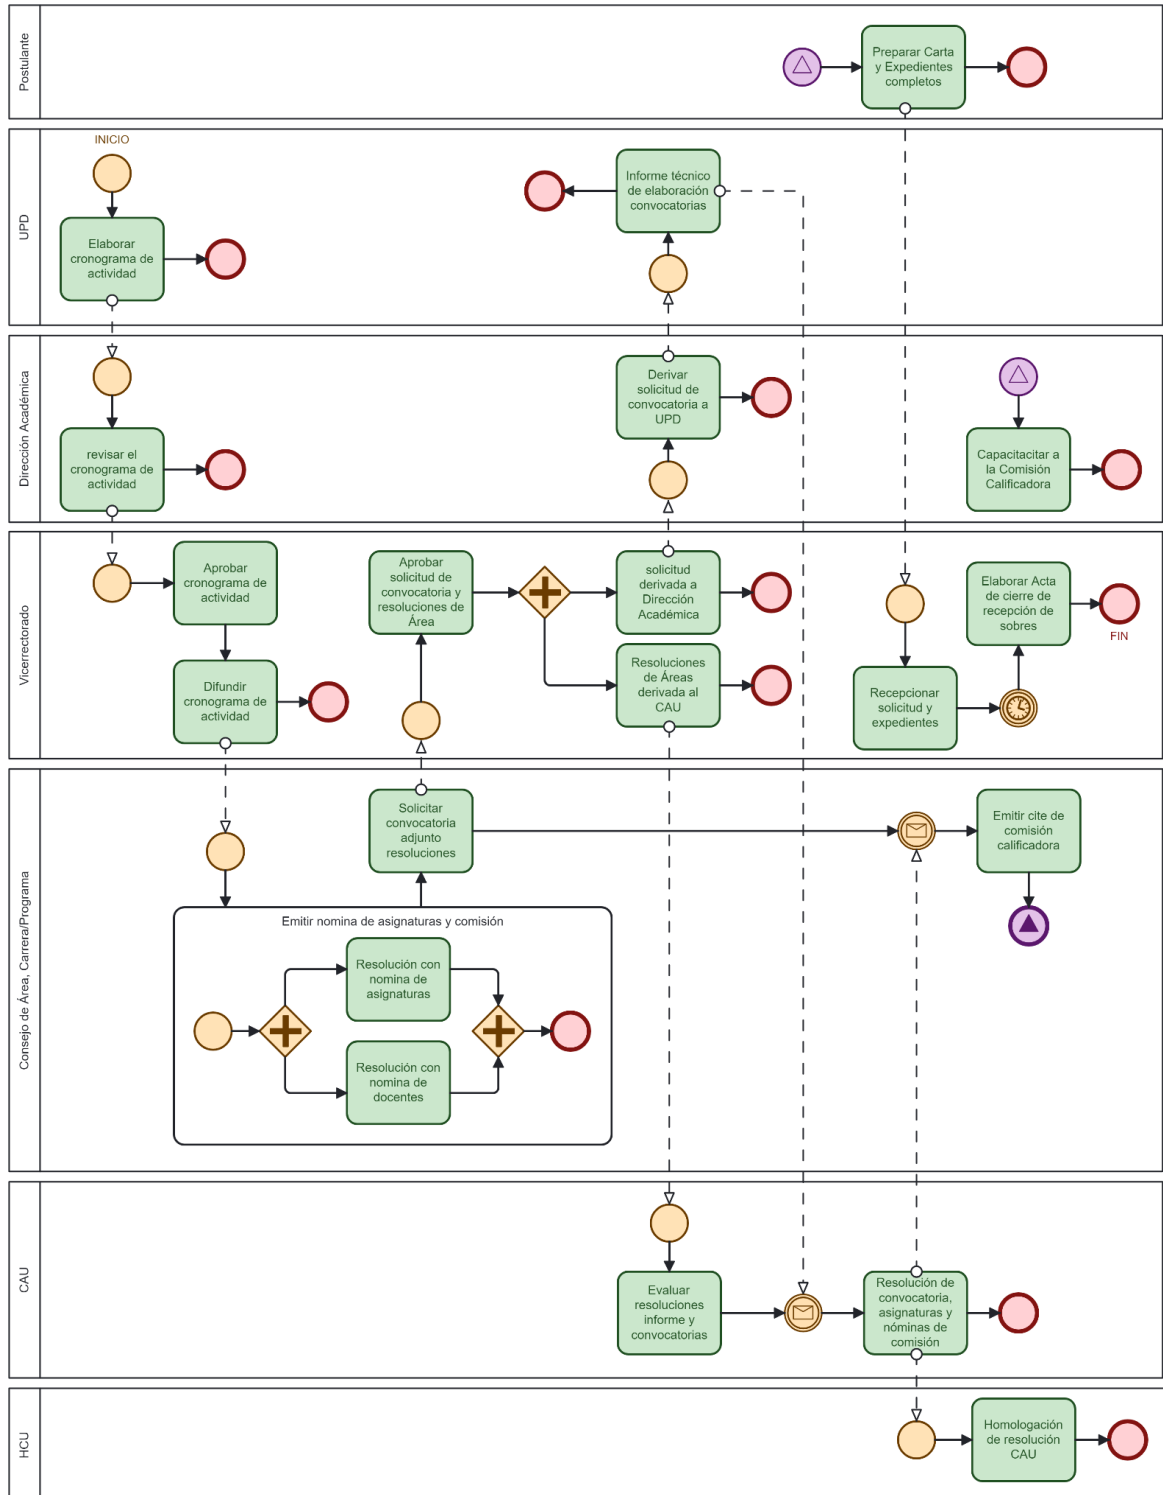 Postulante
Preparar Carta
y Expedientes
completos
UPD
INICIO
Elaborar
cronograma de
actividad
Informe técnico
de elaboración
convocatorias
Dirección Académica
revisar el
cronograma de
actividad
Derivar
solicitud de
convocatoria a
UPD
Capacitacitar a
la Comisión
Calificadora
Vicerrectorado
Aprobar
cronograma de
actividad
Difundir
cronograma de
actividad
Aprobar
solicitud de
convocatoria y
resoluciones de
Área
solicitud
derivada a
Dirección
Académica
Resoluciones
de Áreas
derivada al
CAU
Recepcionar
solicitud y
expedientes
Elaborar Acta
de cierre de
recepción de
sobres
FIN
Consejo de Área, Carrera/Programa
Solicitar
convocatoria
adjunto
resoluciones
Emitir cite de
comisión
calificadora
Emitir nomina de asignaturas y comisión
Resolución con
nomina de
asignaturas
Resolución con
nomina de
docentes
CAU
Evaluar
resoluciones
informe y
convocatorias
Resolución de
convocatoria,
asignaturas y
nóminas de
comisión
HCU
Homologación
de resolución
CAU